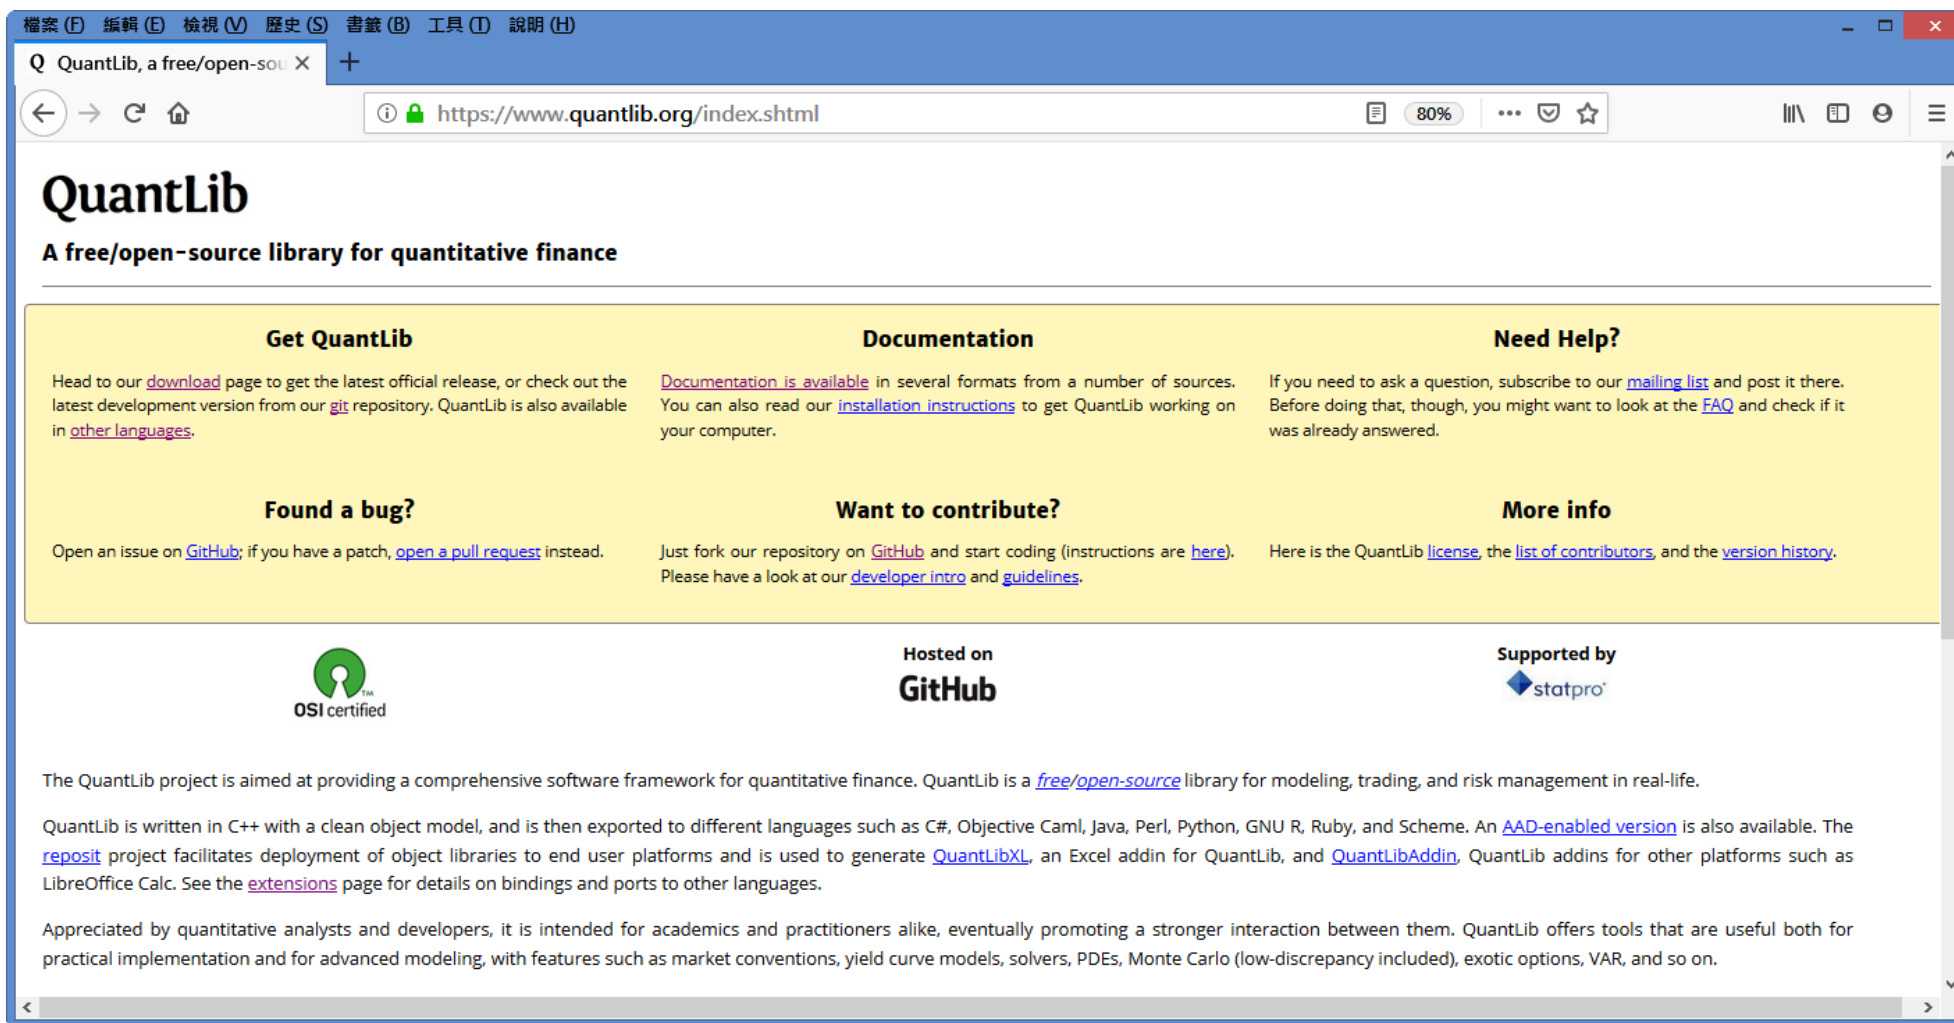 檔案 (F) 編輯 (E) 檢視 (V) 歷史 (S) 書籤 (B) 工具 (T) 說明 (H)
Q QuantLib, a free/open-sou
https://www.quantlib.org/index.shtml 80%
QuantLib
A free/open-source library for quantitative finance
Get QuantLib
Head to our download page to get the latest official release, or check out the
latest development version from our git repository. QuantLib is also available
in other languages.
Documentation
Documentation is available in several formats from a number of sources.
You can also read our installation instructions to get QuantLib working on
your computer.
Need Help?
If you need to ask a question, subscribe to our mailing list and post it there.
Before doing that, though, you might want to look at the FAQ and check if it
was already answered.
Found a bug?
Open an issue on GitHub; if you have a patch, open a pull request instead.
Want to contribute?
Just fork our repository on GitHub and start coding (instructions are here).
Please have a look at our developer intro and guidelines.
More info
Here is the QuantLib license, the list of contributors, and the version history.
TM
OSI certified
Hosted on
GitHub
Supported by
statpro
The QuantLib project is aimed at providing a comprehensive software framework for quantitative finance. QuantLib is a free/open-source library for modeling, trading, and risk management in real-life.
QuantLib is written in C++ with a clean object model, and is then exported to different languages such as C#, Objective Caml, Java, Perl, Python, GNU R, Ruby, and Scheme. An AAD-enabled version is also available. The
reposit project facilitates deployment of object libraries to end user platforms and is used to generate QuantLibXL, an Excel addin for QuantLib, and QuantLibAddin, QuantLib addins for other platforms such as
LibreOffice Calc. See the extensions page for details on bindings and ports to other languages.
Appreciated by quantitative analysts and developers, it is intended for academics and practitioners alike, eventually promoting a stronger interaction between them. QuantLib offers tools that are useful both for
practical implementation and for advanced modeling, with features such as market conventions, yield curve models, solvers, PDEs, Monte Carlo (low-discrepancy included), exotic options, VAR, and so on.